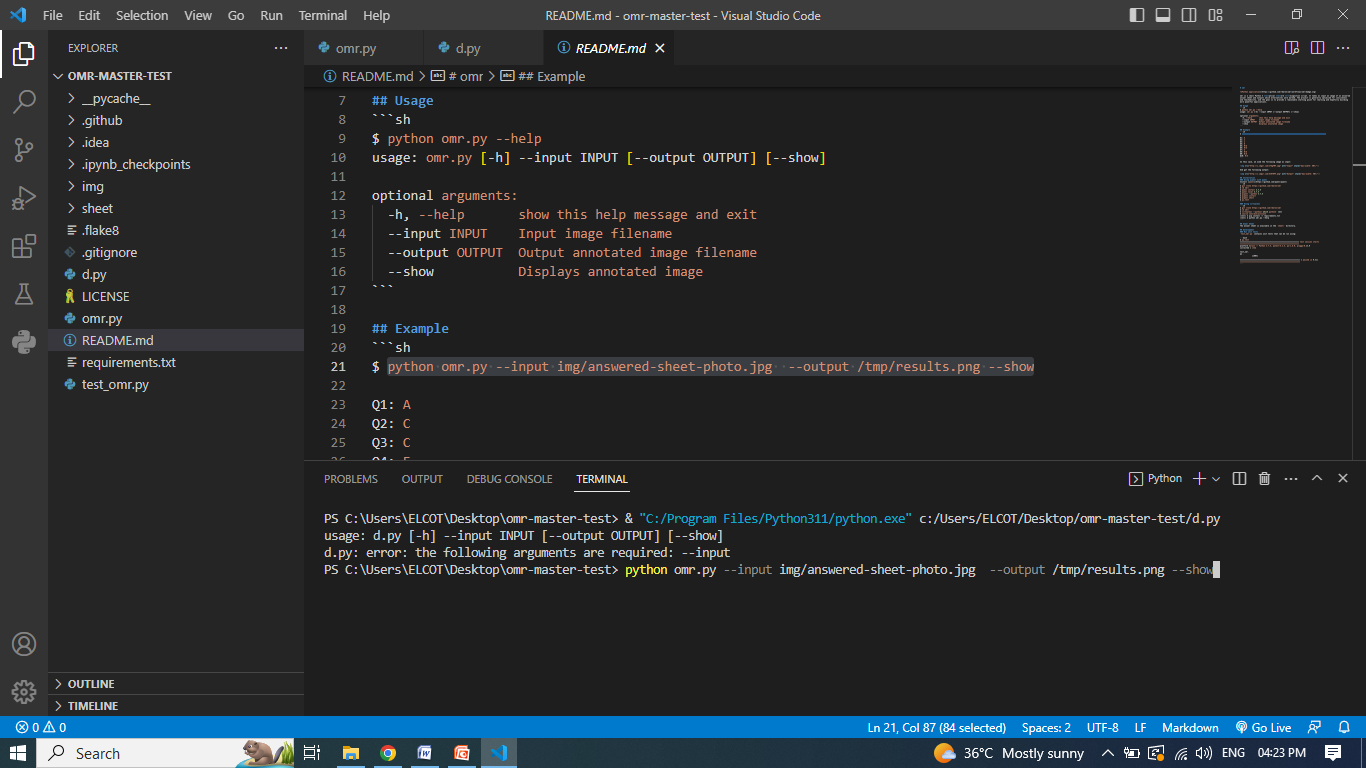 File Edit Selection View Go Run Terminal Help
README.md - omr-master-test - Visual Studio Code
EXPLORER
OMR-MASTER-TEST
__pycache__
.github
.idea
.ipynb_checkpoints
img
sheet
.flake8
.gitignore
d.py
LICENSE
omr.py
README.md
requirements.txt
test_omr.py
OUTLINE
TIMELINE
omr.py d.py README.md
README.md > # omr > ## Example
7 ## Usage
8 ```sh
9 $ python omr.py --help
10 usage: omr.py [-h] --input INPUT [--output OUTPUT] [--show]
11
12 optional arguments:
13 -h, --help show this help message and exit
14 --input INPUT Input image filename
15 --output OUTPUT Output annotated image filename
16 --show Displays annotated image
17 ```
18
19 ## Example
20 ```sh
21 $ python omr.py --input img/answered-sheet-photo.jpg  --output /tmp/results.png --show
22
23 Q1: A
24 Q2: C
25 Q3: C
PROBLEMS OUTPUT DEBUG CONSOLE TERMINAL
Python
PS C:\Users\ELCOT\Desktop\omr-master-test> & "C:/Program Files/Python311/python.exe" c:/Users/ELCOT/Desktop/omr-master-test/d.py
usage: d.py [-h] --input INPUT [--output OUTPUT] [--show]
d.py: error: the following arguments are required: --input
PS C:\Users\ELCOT\Desktop\omr-master-test> python omr.py --input img/answered-sheet-photo.jpg  --output /tmp/results.png --show
0 0
Ln 21, Col 87 (84 selected) Spaces: 2 UTF-8 LF Markdown Go Live
Search
36°C Mostly sunny
ENG 04:23 PM